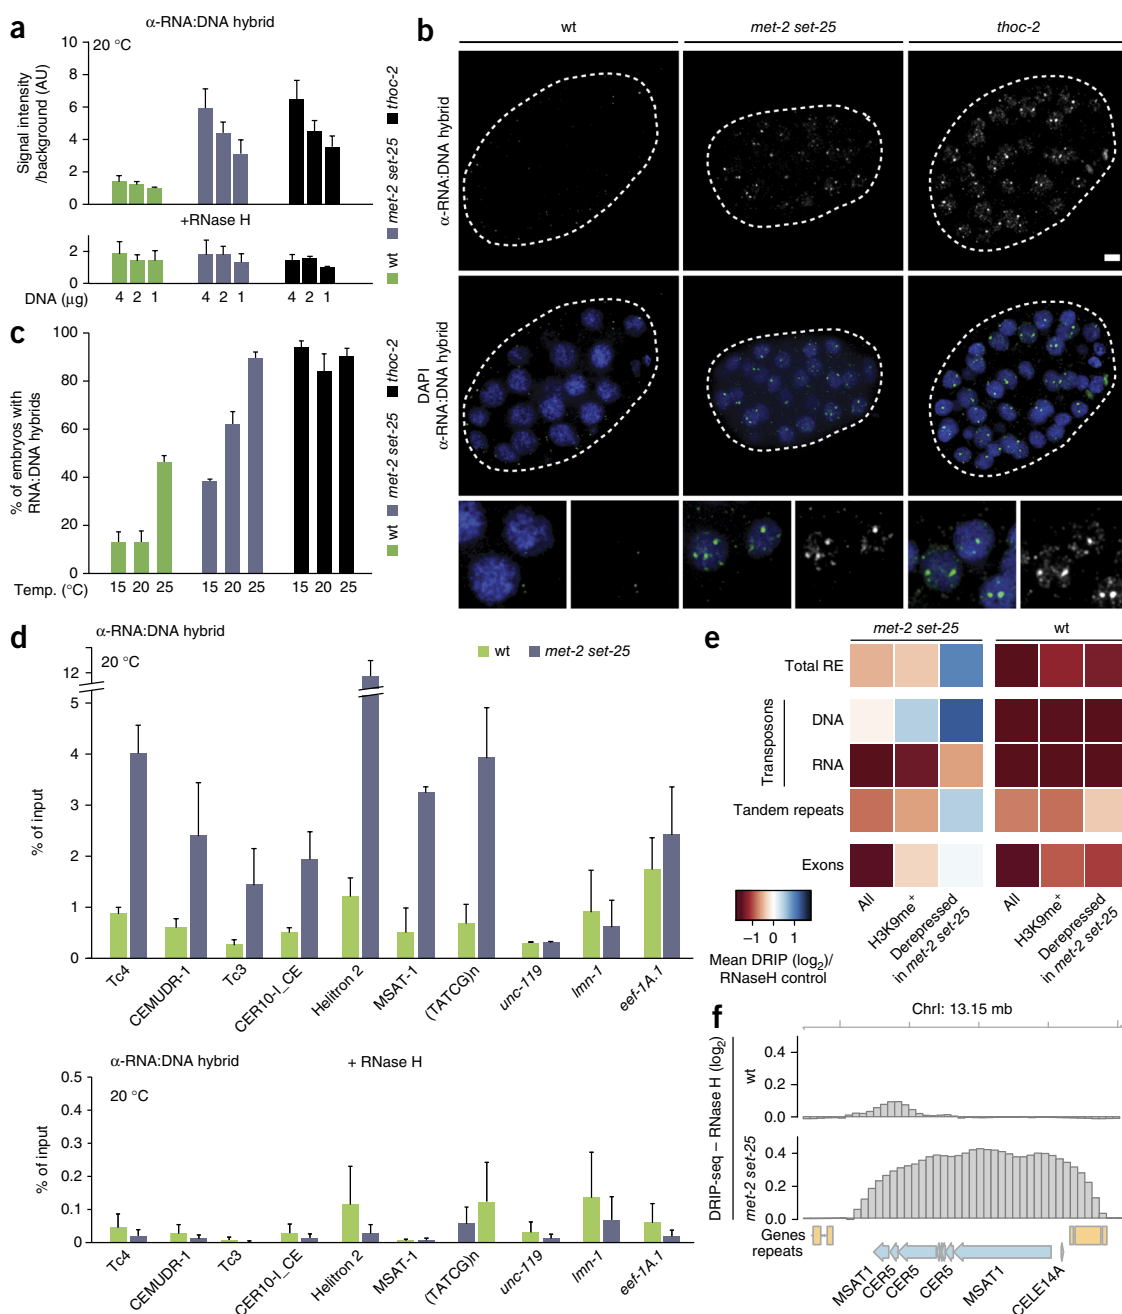 a
α-RNA:DNA hybrid
20 °C
Signal intensity
/background (AU)
10
8
6
4
2
0
+RNase H
2
0
DNA (µg)
4 2 1 4 2 1 4 2 1
wt
met-2 set-25
thoc-2
b
wt
met-2 set-25
thoc-2
α-RNA:DNA hybrid
DAPI
α-RNA:DNA hybrid
c
% of embryos with
RNA:DNA hybrids
100
80
60
40
20
0
Temp. (°C)
15 20 25 15 20 25 15 20 25
wt
met-2 set-25
thoc-2
d
α-RNA:DNA hybrid
20 °C
wt
met-2 set-25
% of input
12
5
4
3
2
1
0
Tc4
CEMUDR-1
Tc3
CER10-I_CE
Helitron 2
MSAT-1
(TATCG)n
unc-119
lmn-1
eef-1A.1
α-RNA:DNA hybrid
+ RNase H
20 °C
% of input
0.5
0.4
0.3
0.2
0.1
0
Tc4
CEMUDR-1
Tc3
CER10-I_CE
Helitron 2
MSAT-1
(TATCG)n
unc-119
lmn-1
eef-1A.1
e
met-2 set-25
wt
Total RE
Transposons
DNA
RNA
Tandem repeats
Exons
All
H3K9me+
Derepressed
in met-2 set-25
All
H3K9me+
Derepressed
in met-2 set-25
−1 0 1
Mean DRIP (log2)/
RNaseH control
f
ChrI: 13.15 mb
DRIP-seq – RNase H (log2)
wt
0.4
0.2
0.0
met-2 set-25
0.4
0.2
0.0
Genes
repeats
MSAT1
CER5
CER5
CER5
MSAT1
CELE14A